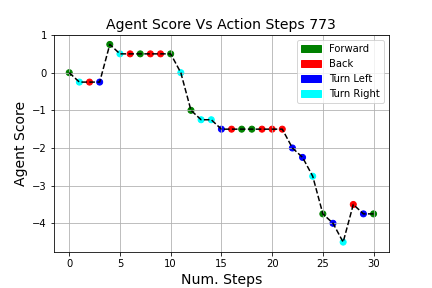 Agent Score Vs Action Steps 773
Agent Score
1
0
−1
−2
−3
−4
Forward
Back
Turn Left
Turn Right
0 5 10 15 20 25 30
Num. Steps